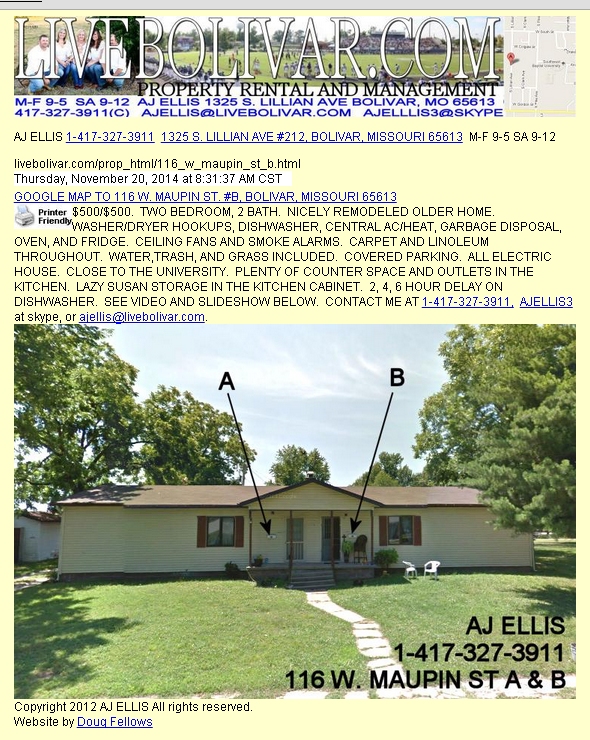 LIVEBOLIVAR.COM
PROPERTY RENTAL AND MANAGEMENT
M-F 9-5 SA 9-12 AJ ELLIS 1325 S. LILLIAN AVE BOLIVAR, MO 65613
417-327-3911(C) AJELLIS@LIVEBOLIVAR.COM AJELLLIS3@SKYPE
AJ ELLIS 1-417-327-3911 1325 S. LILLIAN AVE #212, BOLIVAR, MISSOURI 65613 M-F 9-5 SA 9-12
livebolivar.com/prop_html/116_w_maupin_st_b.html
Thursday, November 20, 2014 at 8:31:37 AM CST
GOOGLE MAP TO 116 W. MAUPIN ST. #B, BOLIVAR, MISSOURI 65613
Printer Friendly $500/$500. TWO BEDROOM, 2 BATH. NICELY REMODELED OLDER HOME.
WASHER/DRYER HOOKUPS, DISHWASHER, CENTRAL AC/HEAT, GARBAGE DISPOSAL,
OVEN, AND FRIDGE. CEILING FANS AND SMOKE ALARMS. CARPET AND LINOLEUM
THROUGHOUT. WATER,TRASH, AND GRASS INCLUDED. COVERED PARKING. ALL ELECTRIC
HOUSE. CLOSE TO THE UNIVERSITY. PLENTY OF COUNTER SPACE AND OUTLETS IN THE
KITCHEN. LAZY SUSAN STORAGE IN THE KITCHEN CABINET. 2, 4, 6 HOUR DELAY ON
DISHWASHER. SEE VIDEO AND SLIDESHOW BELOW. CONTACT ME AT 1-417-327-3911, AJELLIS3
at skype, or ajellis@livebolivar.com.
A B
AJ ELLIS
1-417-327-3911
116 W. MAUPIN ST A & B
Copyright 2012 AJ ELLIS All rights reserved.
Website by Doug Fellows